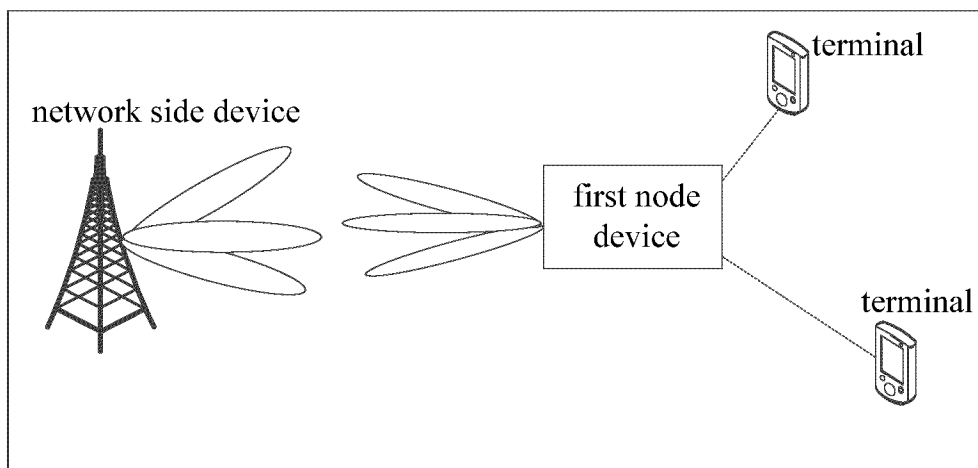 terminal
network side device
first node
device
terminal